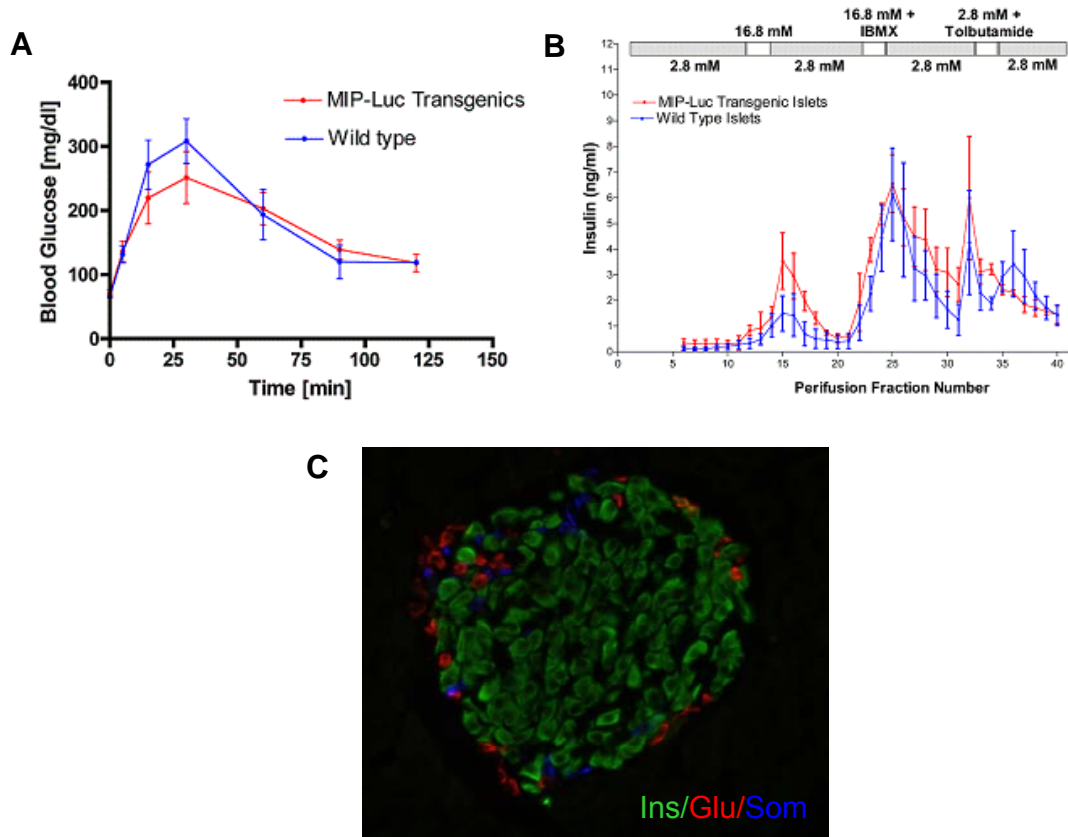 A
Blood Glucose [mg/dl]
400
300
200
100
0
MIP-Luc Transgenics
Wild type
0 25 50 75 100 125 150
Time [min]
B
16.8 mM
16.8 mM +
IBMX
2.8 mM +
Tolbutamide
2.8 mM 2.8 mM 2.8 mM 2.8 mM
Insulin (ng/ml)
12
11
10
9
8
7
6
5
4
3
2
1
0
MIP-Luc Transgenic Islets
Wild Type Islets
0 5 10 15 20 25 30 35 40
Perifusion Fraction Number
C
Ins/Glu/Som